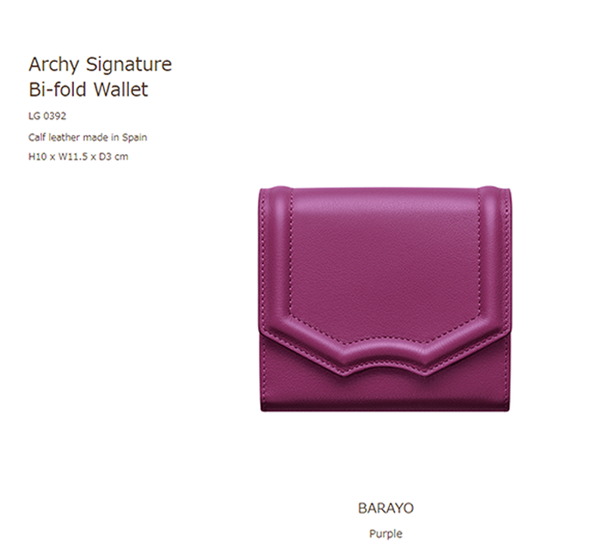 Archy Signature
Bi-fold Wallet
LG 0392
Calf leather made in Spain
H10 x W11.5 x D3 cm
BARAYO
Purple